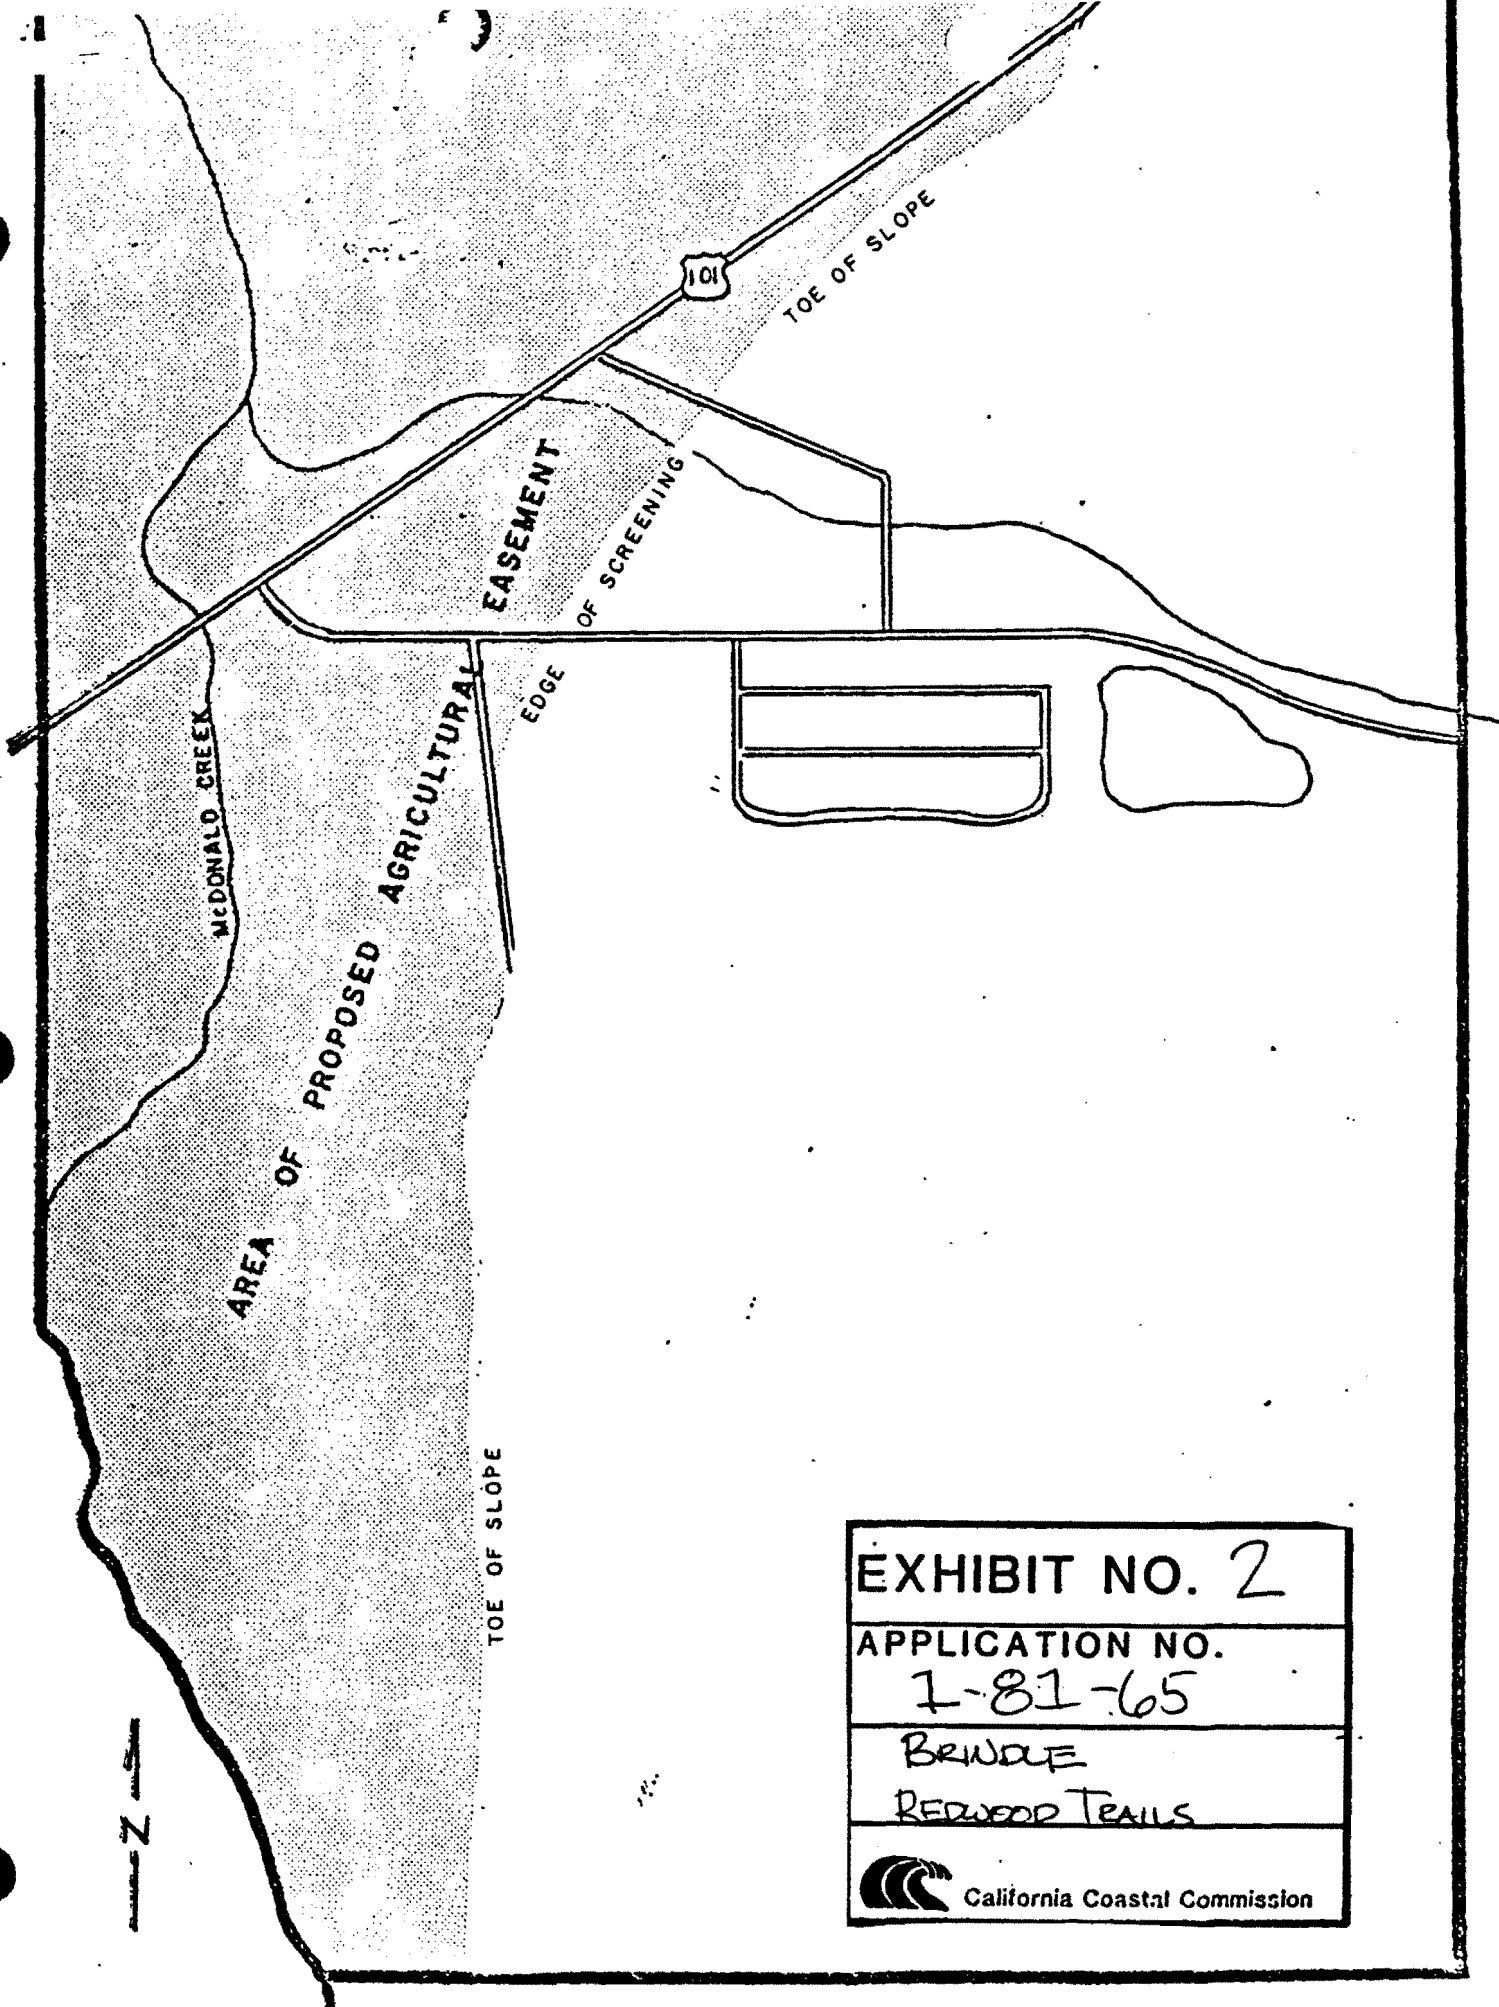 101
TOE OF SLOPE
EDGE OF SCREENING
AREA OF PROPOSED AGRICULTURAL EASEMENT
McDONALD CREEK
TOE OF SLOPE
N
EXHIBIT NO. 2
APPLICATION NO.
1-81-65
BRINDLE
REDWOOD TRAILS
California Coastal Commission